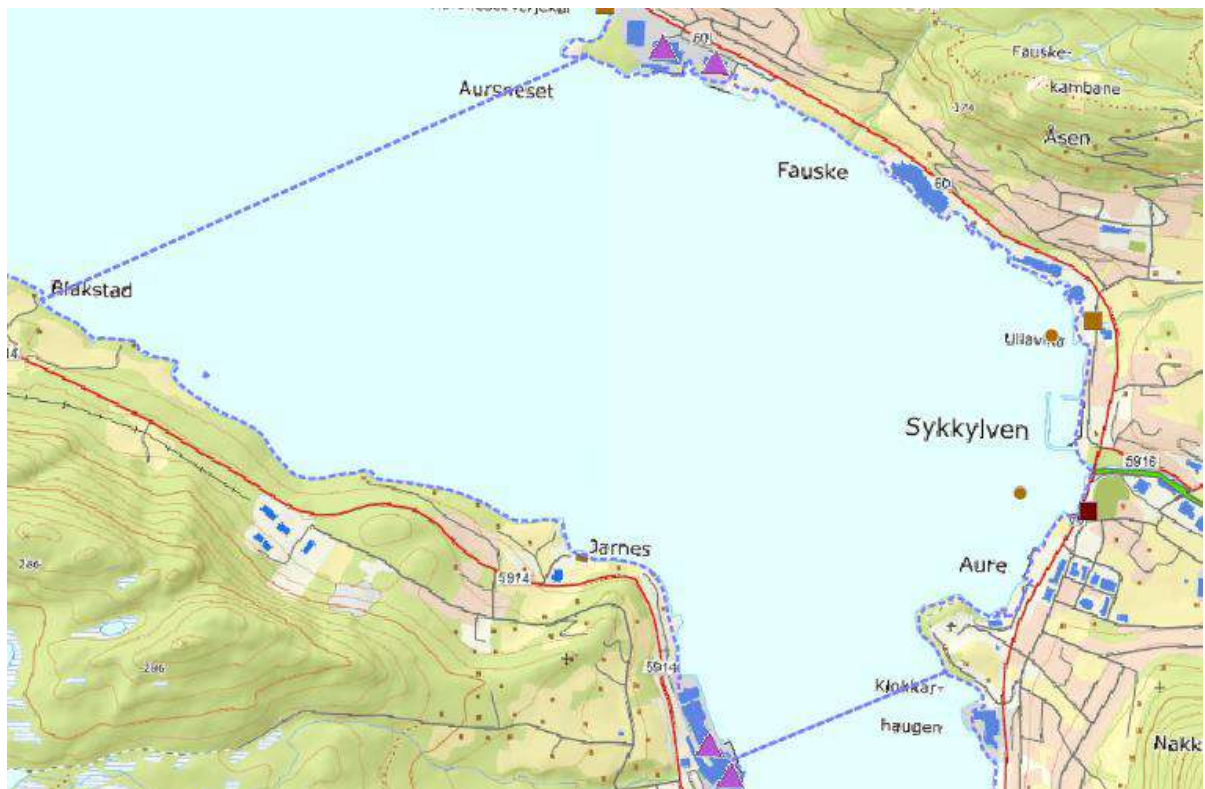 60
Aursneset
Fauske-
kambane
174
Åsen
Fauske
60
Blakstad
Ullavika
14
Sykkylven
5916
Jarnes
Aure
5914
286
286
5914
Klokkar-
haugen
Nakk